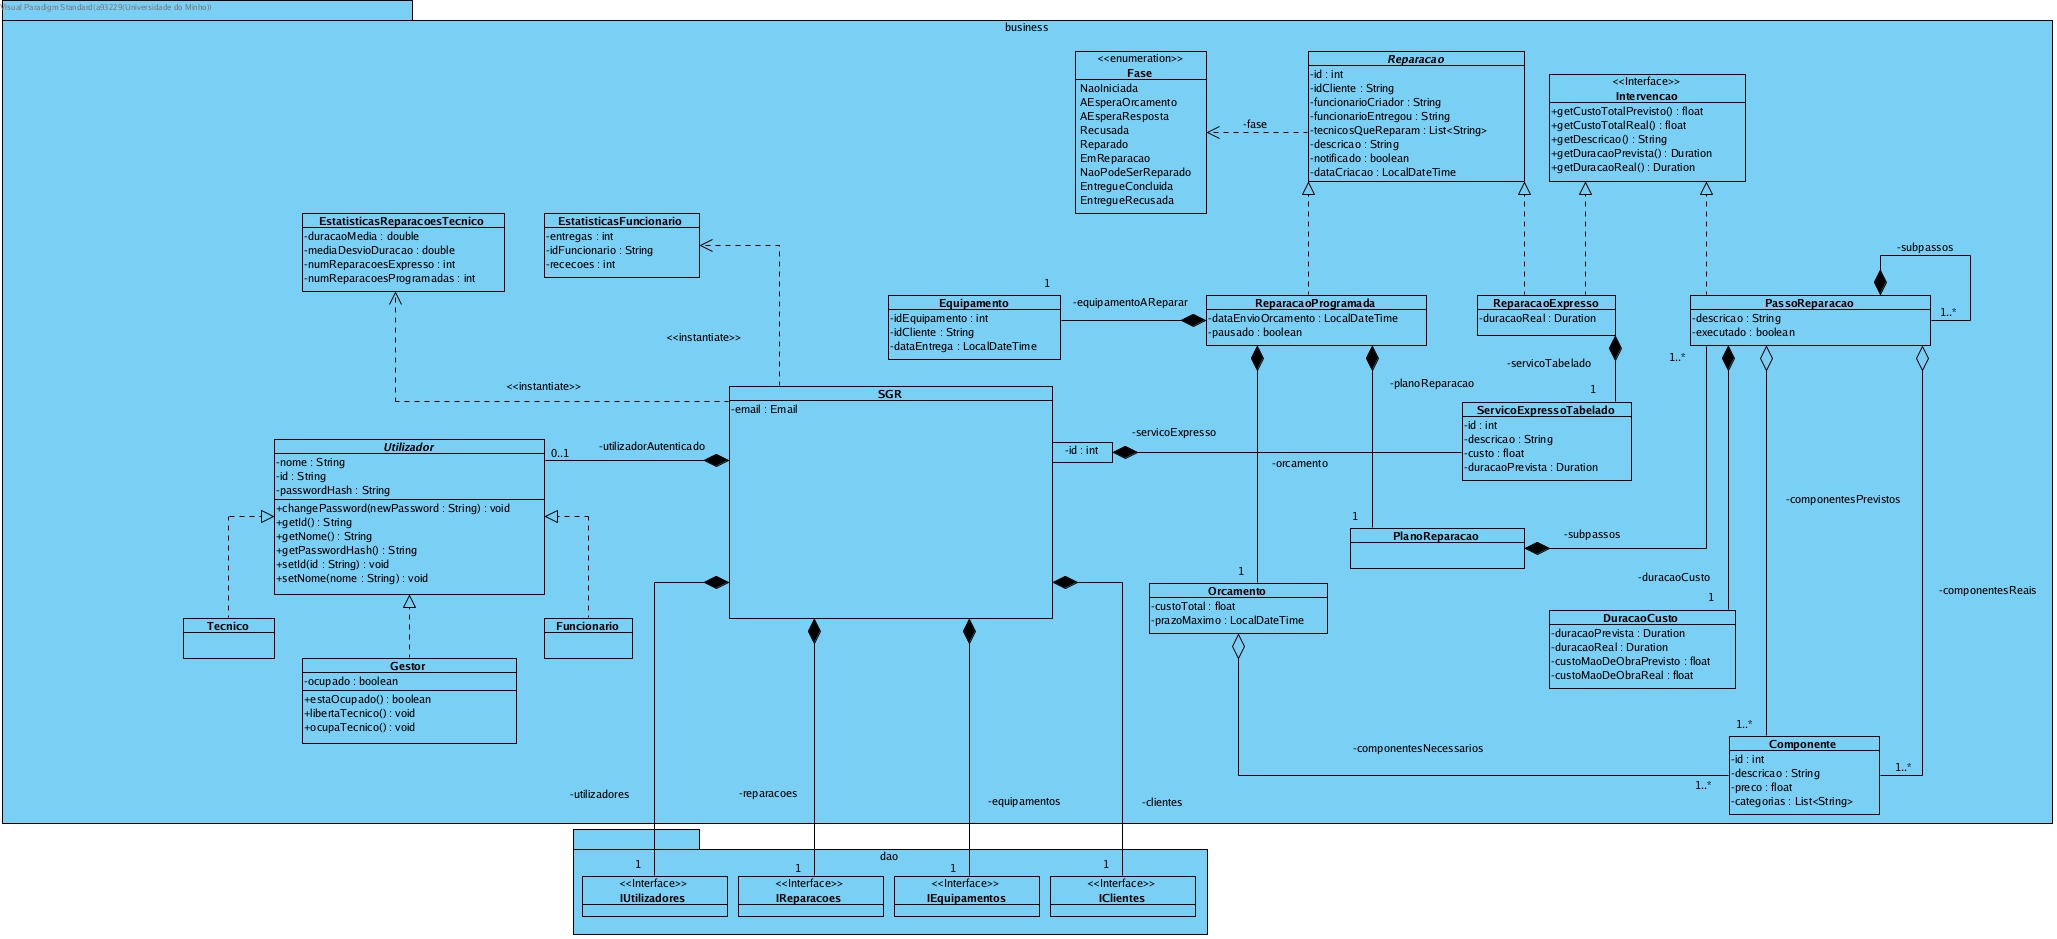 Visual Paradigm Standard(a93229(Universidade do Minho))
business
<<enumeration>>
Fase
NaoIniciada
AEsperaOrcamento
AEsperaResposta
Recusada
Reparado
EmReparacao
NaoPodeSerReparado
EntregueConcluida
EntregueRecusada
-fase
Reparacao
-id : int
-idCliente : String
-funcionarioCriador : String
-funcionarioEntregou : String
-tecnicosQueReparam : List<String>
-descricao : String
-notificado : boolean
-dataCriacao : LocalDateTime
<<Interface>>
Intervencao
+getCustoTotalPrevisto() : float
+getCustoTotalReal() : float
+getDescricao() : String
+getDuracaoPrevista() : Duration
+getDuracaoReal() : Duration
EstatisticasReparacoesTecnico
-duracaoMedia : double
-mediaDesvioDuracao : double
-numReparacoesExpresso : int
-numReparacoesProgramadas : int
EstatisticasFuncionario
-entregas : int
-idFuncionario : String
-rececoes : int
-subpassos
1..*
1
Equipamento
-idEquipamento : int
-idCliente : String
-dataEntrega : LocalDateTime
-equipamentoAReparar
ReparacaoProgramada
-dataEnvioOrcamento : LocalDateTime
-pausado : boolean
ReparacaoExpresso
-duracaoReal : Duration
PassoReparacao
-descricao : String
-executado : boolean
<<instantiate>>
<<instantiate>>
1..*
-servicoTabelado
1
-planoReparacao
SGR
-email : Email
ServicoExpressoTabelado
-id : int
-descricao : String
-custo : float
-duracaoPrevista : Duration
-servicoExpresso
-id : int
-orcamento
Utilizador
-nome : String
-id : String
-passwordHash : String
+changePassword(newPassword : String) : void
+getId() : String
+getNome() : String
+getPasswordHash() : String
+setId(id : String) : void
+setNome(nome : String) : void
0..1
-utilizadorAutenticado
-componentesPrevistos
1
PlanoReparacao
-subpassos
1
Orcamento
-custoTotal : float
-prazoMaximo : LocalDateTime
-duracaoCusto
1
DuracaoCusto
-duracaoPrevista : Duration
-duracaoReal : Duration
-custoMaoDeObraPrevisto : float
-custoMaoDeObraReal : float
-componentesReais
Tecnico
Funcionario
Gestor
-ocupado : boolean
+estaOcupado() : boolean
+libertaTecnico() : void
+ocupaTecnico() : void
-componentesNecessarios
1..*
1..*
1..*
Componente
-id : int
-descricao : String
-preco : float
-categorias : List<String>
-utilizadores
-reparacoes
-equipamentos
-clientes
dao
1
1
1
1
<<Interface>>
IUtilizadores
<<Interface>>
IReparacoes
<<Interface>>
IEquipamentos
<<Interface>>
IClientes